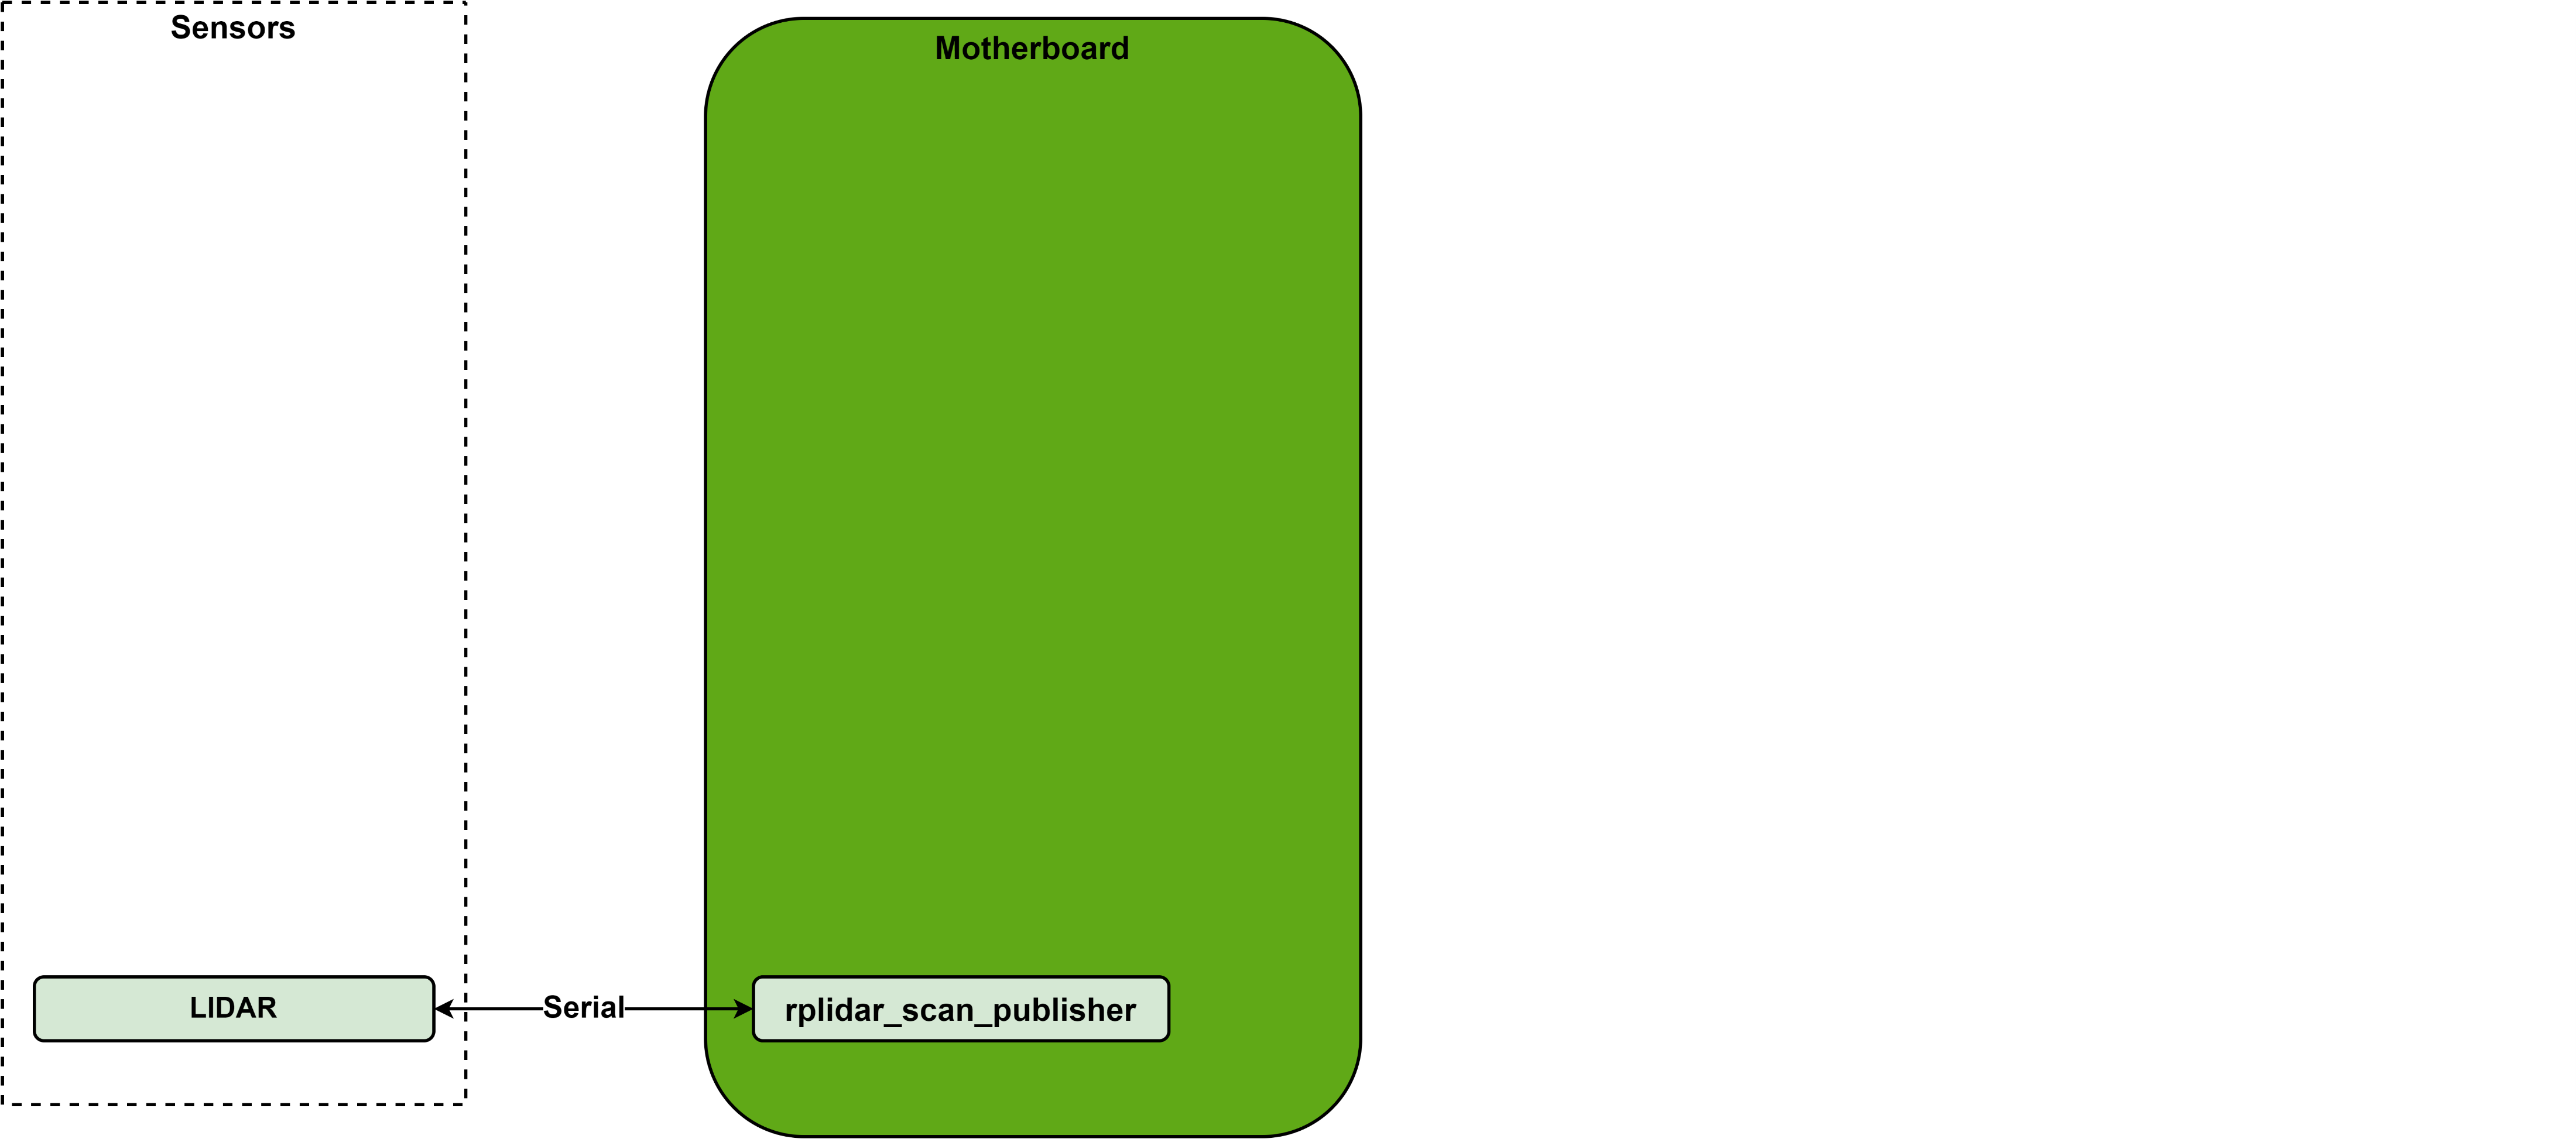 Sensors
Motherboard
LIDAR
Serial
rplidar_scan_publisher